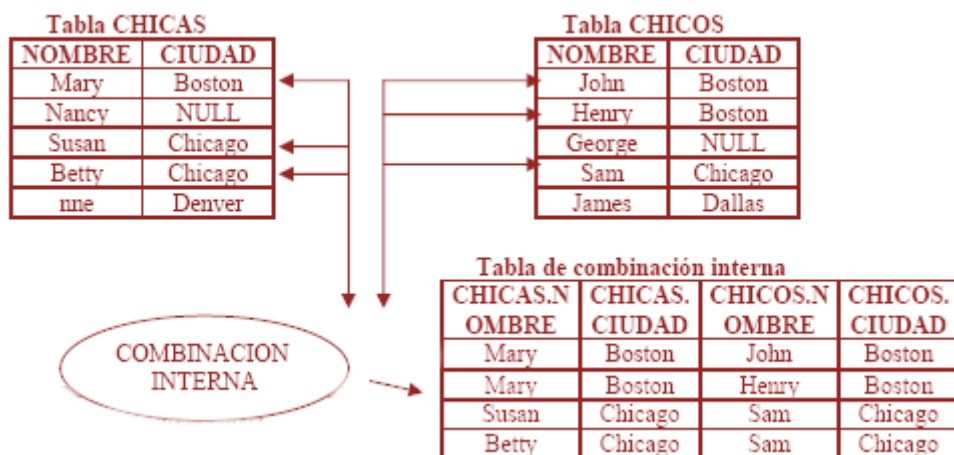 Tabla CHICAS
NOMBRE CIUDAD
Mary Boston
Nancy NULL
Susan Chicago
Betty Chicago
nne Denver
Tabla CHICOS
NOMBRE CIUDAD
John Boston
Henry Boston
George NULL
Sam Chicago
James Dallas
COMBINACION
INTERNA
Tabla de combinación interna
CHICAS.N CHICAS. CHICOS.N CHICOS.
OMBRE CIUDAD OMBRE CIUDAD
Mary Boston John Boston
Mary Boston Henry Boston
Susan Chicago Sam Chicago
Betty Chicago Sam Chicago